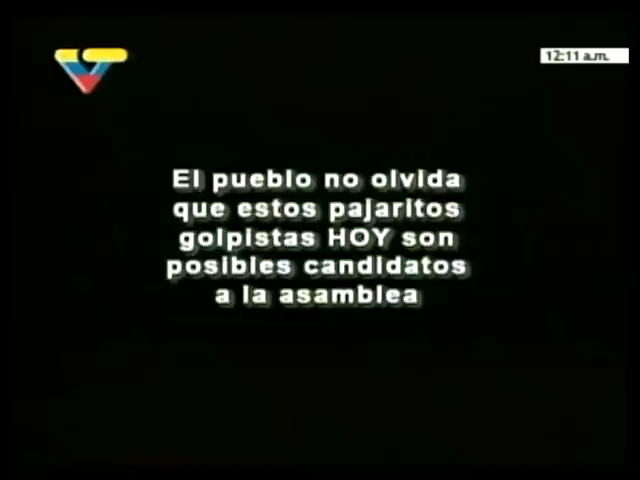 12:11 a.m.
El pueblo no olvida
que estos pajaritos
golpistas HOY son
posibles candidatos
a la asamblea